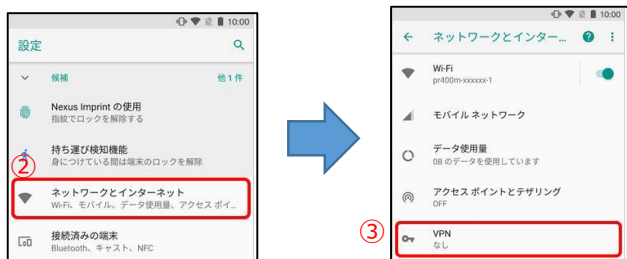 10:00
設定
候補
他 1 件
Nexus Imprint の使用
指紋でロックを解除する
持ち運び検知機能
身につけている間は端末のロックを解除
②
ネットワークとインターネット
Wi-Fi、モバイル、データ使用量、アクセス ポイ...
接続済みの端末
Bluetooth、キャスト、NFC
10:00
ネットワークとインター...
Wi-Fi
pr400m-xxxxxx-1
モバイル ネットワーク
データ使用量
0B のデータを使用しています
アクセス ポイントとテザリング
OFF
③
VPN
なし